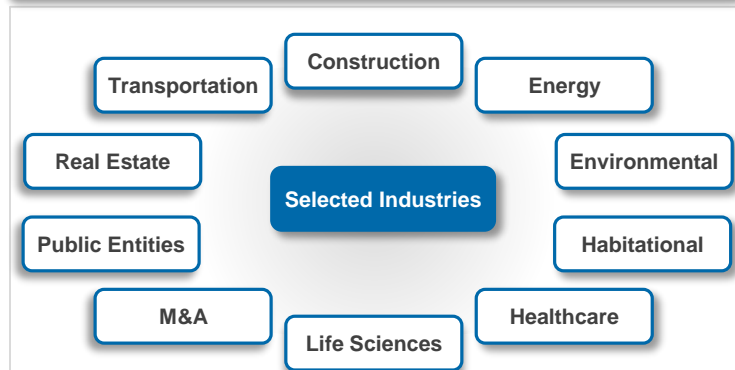 Construction
Transportation
Energy
Real Estate
Environmental
Selected Industries
Public Entities
Habitational
M&A
Healthcare
Life Sciences